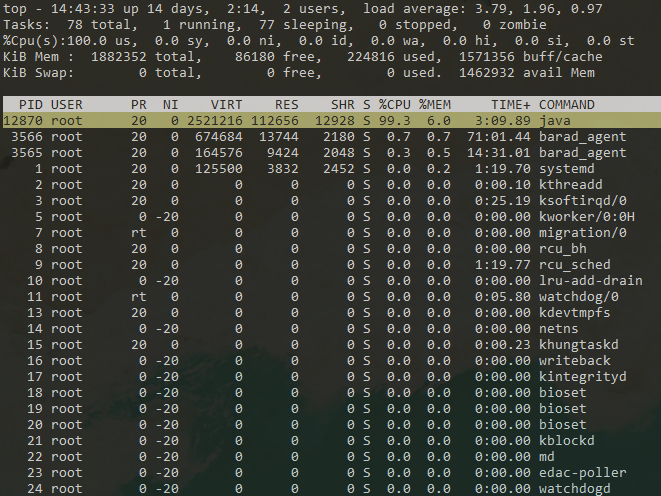 top - 14:43:33 up 14 days,  2:14,  2 users,  load average: 3.79, 1.96, 0.97
Tasks:  78 total,   1 running,  77 sleeping,   0 stopped,   0 zombie
%Cpu(s):100.0 us,  0.0 sy,  0.0 ni,  0.0 id,  0.0 wa,  0.0 hi,  0.0 si,  0.0 st
KiB Mem :  1882352 total,    86180 free,   224816 used,  1571356 buff/cache
KiB Swap:        0 total,        0 free,        0 used.  1462932 avail Mem
  PID USER      PR  NI    VIRT    RES    SHR S %CPU %MEM     TIME+ COMMAND
12870 root      20   0 2521216 112656  12928 S 99.3  6.0   3:09.89 java
 3566 root      20   0  674684  13744   2180 S  0.7  0.7  71:01.44 barad_agent
 3565 root      20   0  164576   9424   2048 S  0.3  0.5  14:31.01 barad_agent
    1 root      20   0  125500   3832   2452 S  0.0  0.2   1:19.70 systemd
    2 root      20   0       0      0      0 S  0.0  0.0   0:00.10 kthreadd
    3 root      20   0       0      0      0 S  0.0  0.0   0:25.19 ksoftirqd/0
    5 root       0 -20       0      0      0 S  0.0  0.0   0:00.00 kworker/0:0H
    7 root      rt   0       0      0      0 S  0.0  0.0   0:00.00 migration/0
    8 root      20   0       0      0      0 S  0.0  0.0   0:00.00 rcu_bh
    9 root      20   0       0      0      0 S  0.0  0.0   1:19.77 rcu_sched
   10 root       0 -20       0      0      0 S  0.0  0.0   0:00.00 lru-add-drain
   11 root      rt   0       0      0      0 S  0.0  0.0   0:05.80 watchdog/0
   13 root      20   0       0      0      0 S  0.0  0.0   0:00.00 kdevtmpfs
   14 root       0 -20       0      0      0 S  0.0  0.0   0:00.00 netns
   15 root      20   0       0      0      0 S  0.0  0.0   0:00.23 khungtaskd
   16 root       0 -20       0      0      0 S  0.0  0.0   0:00.00 writeback
   17 root       0 -20       0      0      0 S  0.0  0.0   0:00.00 kintegrityd
   18 root       0 -20       0      0      0 S  0.0  0.0   0:00.00 bioset
   19 root       0 -20       0      0      0 S  0.0  0.0   0:00.00 bioset
   20 root       0 -20       0      0      0 S  0.0  0.0   0:00.00 bioset
   21 root       0 -20       0      0      0 S  0.0  0.0   0:00.00 kblockd
   22 root       0 -20       0      0      0 S  0.0  0.0   0:00.00 md
   23 root       0 -20       0      0      0 S  0.0  0.0   0:00.00 edac-poller
   24 root       0 -20       0      0      0 S  0.0  0.0   0:00.00 watchdogd